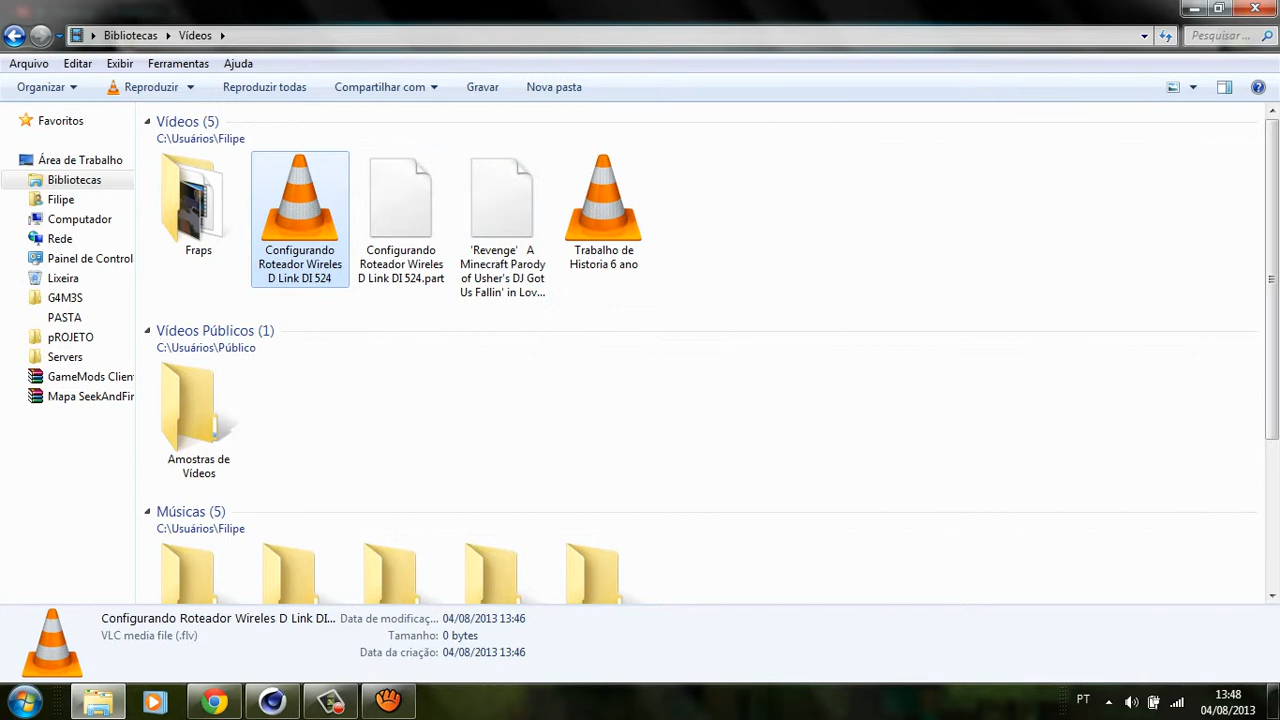 Bibliotecas Vídeos
Pesquisar ...
Arquivo Editar Exibir Ferramentas Ajuda
Organizar Reproduzir Reproduzir todas Compartilhar com Gravar Nova pasta
Favoritos
Área de Trabalho
Bibliotecas
Filipe
Computador
Rede
Painel de Control
Lixeira
G4M3S
PASTA
pROJETO
Servers
GameMods Clien
Mapa SeekAndFir
Vídeos (5)
C:\Usuários\Filipe
Fraps
Configurando
Roteador Wireles
D Link DI 524
Configurando
Roteador Wireles
D Link DI 524.part
'Revenge' A
Minecraft Parody
of Usher's DJ Got
Us Fallin' in Lov...
Trabalho de
Historia 6 ano
Vídeos Públicos (1)
C:\Usuários\Público
Amostras de
Vídeos
Músicas (5)
C:\Usuários\Filipe
Configurando Roteador Wireles D Link DI... Data de modificaç... 04/08/2013 13:46
VLC media file (.flv) Tamanho: 0 bytes
Data da criação: 04/08/2013 13:46
PT
13:48
04/08/2013